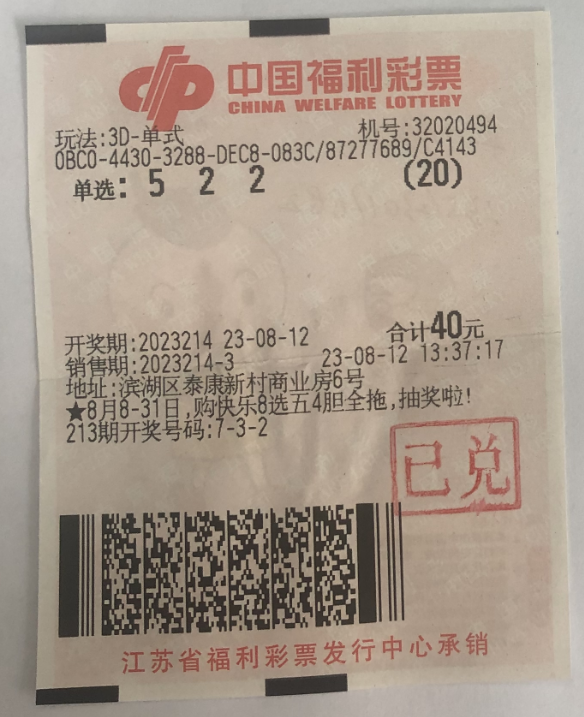 中国福利彩票
CHINA WELFARE LOTTERY
玩法:3D-单式 机号:32020494
0BC0-4430-3288-DEC8-083C/87277689/C4143
单选: 5 2 2 (20)
开奖期:2023214 23-08-12 合计40元
销售期:2023214-3 23-08-12 13:37:17
地址:滨湖区泰康新村商业房6号
★8月8-31日,购快乐8选五4胆全拖,抽奖啦!
213期开奖号码:7-3-2
已兑
江苏省福利彩票发行中心承销